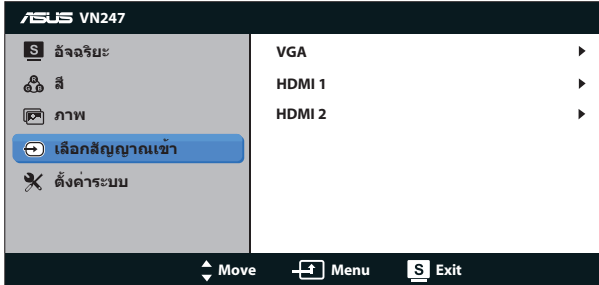 ASUS VN247
S อัจฉริยะ
สี
ภาพ
เลือกสัญญาณเข้า
ตั้งค่าระบบ
VGA
HDMI 1
HDMI 2
Move Menu S Exit